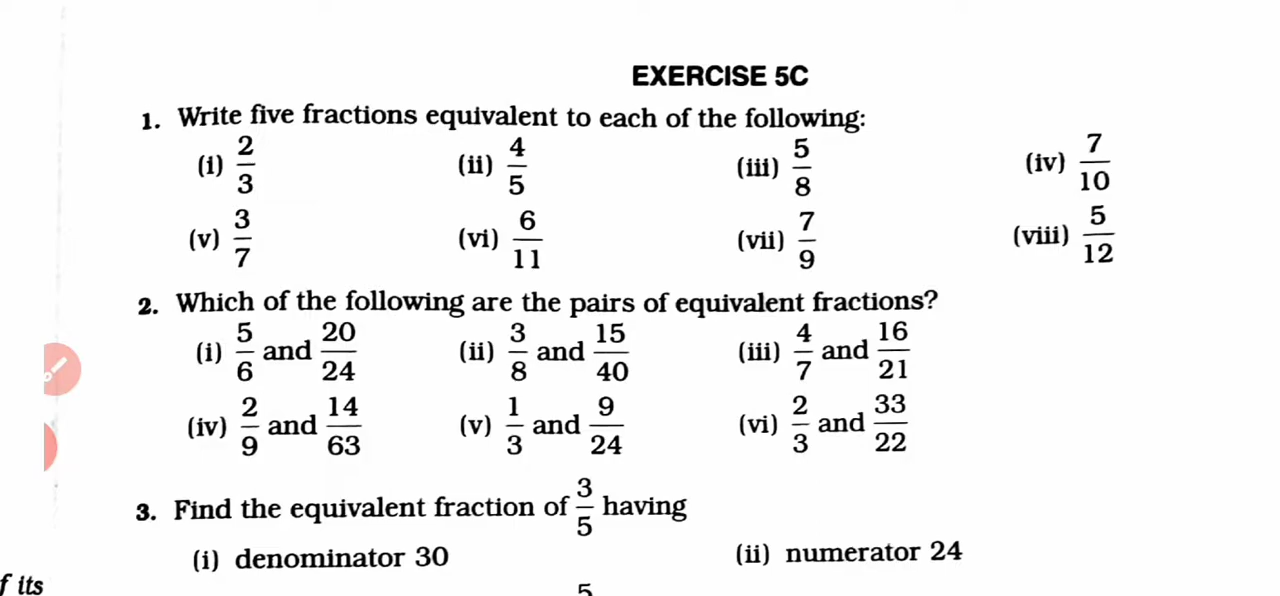 EXERCISE 5C
1. Write five fractions equivalent to each of the following:
(i) 2/3 (ii) 4/5 (iii) 5/8 (iv) 7/10
(v) 3/7 (vi) 6/11 (vii) 7/9 (viii) 5/12
2. Which of the following are the pairs of equivalent fractions?
(i) 5/6 and 20/24 (ii) 3/8 and 15/40 (iii) 4/7 and 16/21
(iv) 2/9 and 14/63 (v) 1/3 and 9/24 (vi) 2/3 and 33/22
3. Find the equivalent fraction of 3/5 having
(i) denominator 30 (ii) numerator 24
f its
5